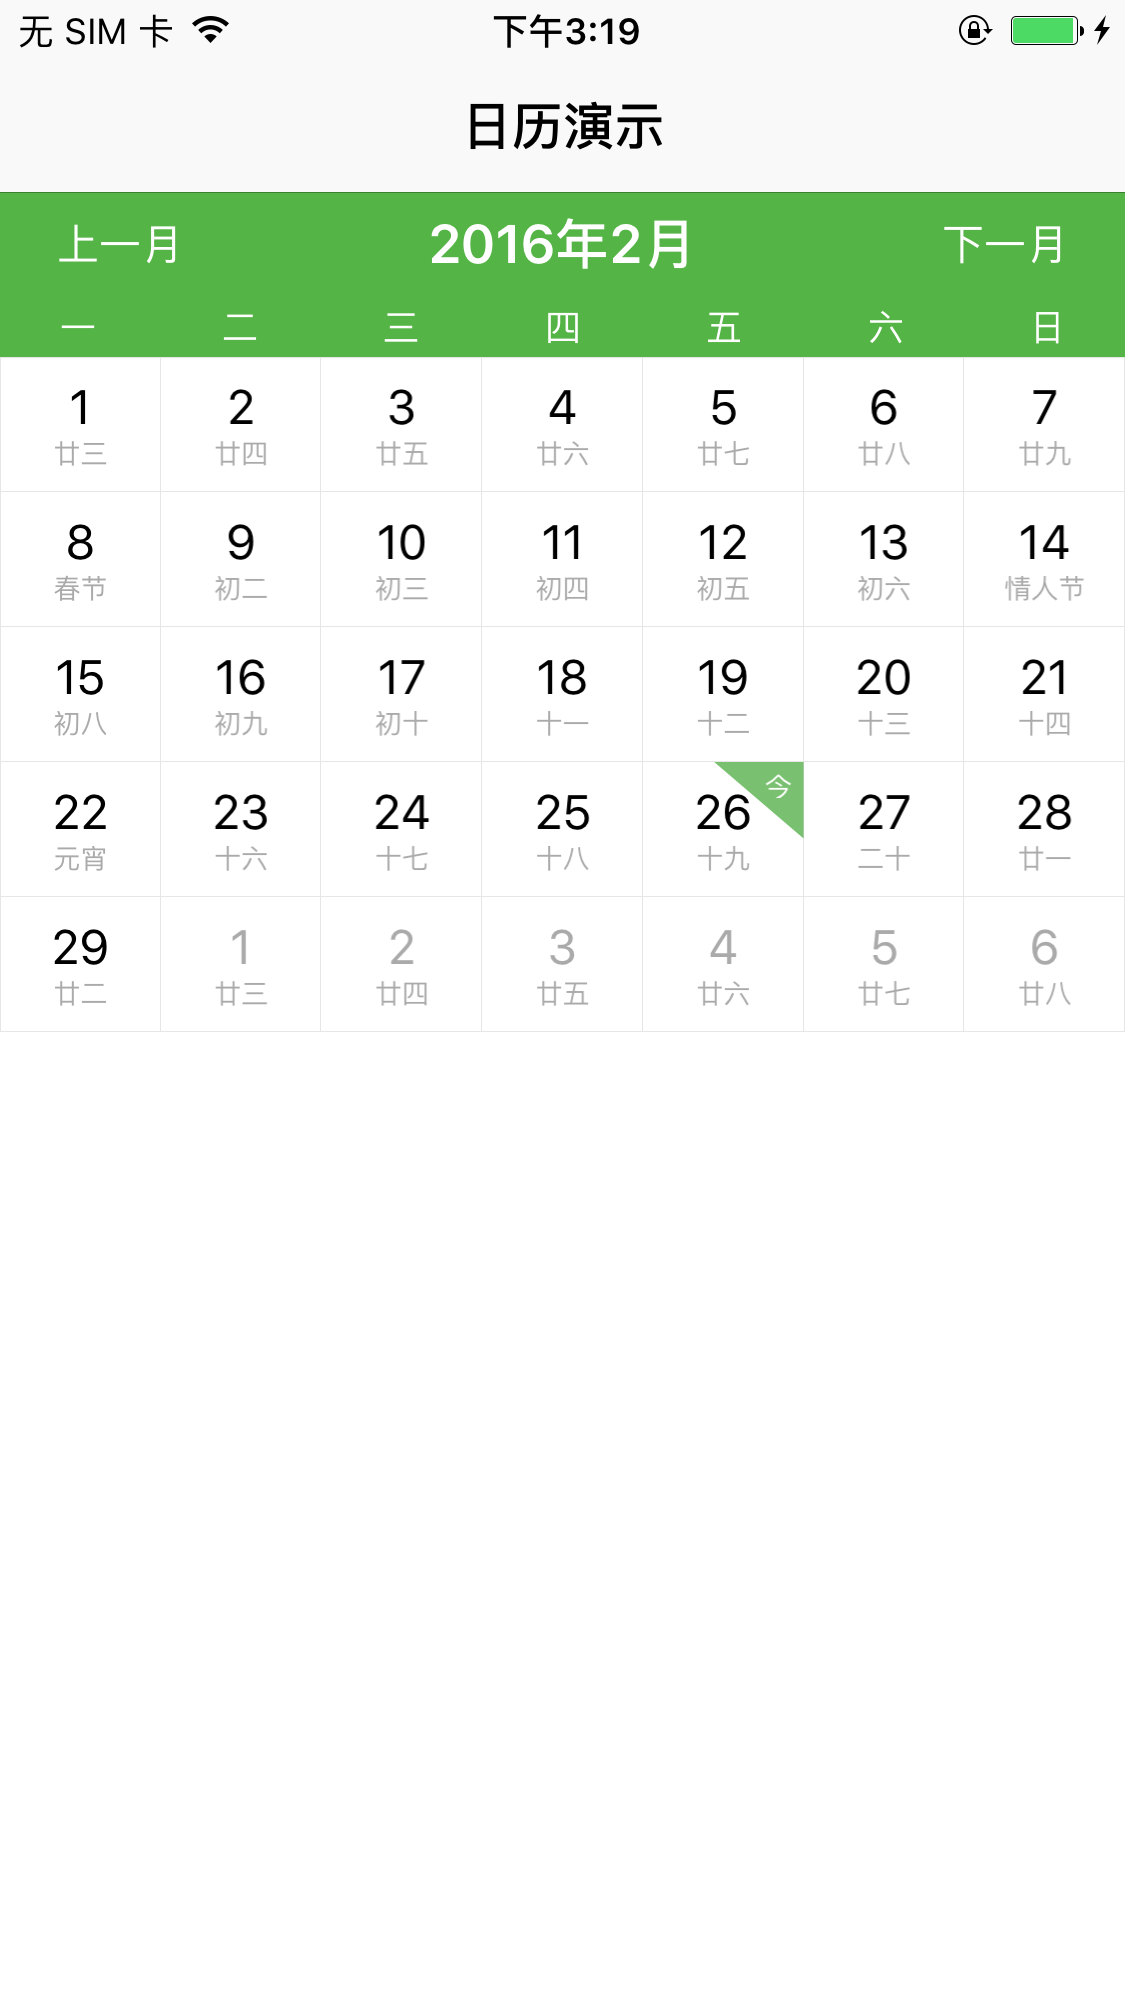 无 SIM 卡 下午3:19
日历演示
上一月 2016年2月 下一月
一 二 三 四 五 六 日
1 2 3 4 5 6 7
廿三 廿四 廿五 廿六 廿七 廿八 廿九
8 9 10 11 12 13 14
春节 初二 初三 初四 初五 初六 情人节
15 16 17 18 19 20 21
初八 初九 初十 十一 十二 十三 十四
今
22 23 24 25 26 27 28
元宵 十六 十七 十八 十九 二十 廿一
29 1 2 3 4 5 6
廿二 廿三 廿四 廿五 廿六 廿七 廿八